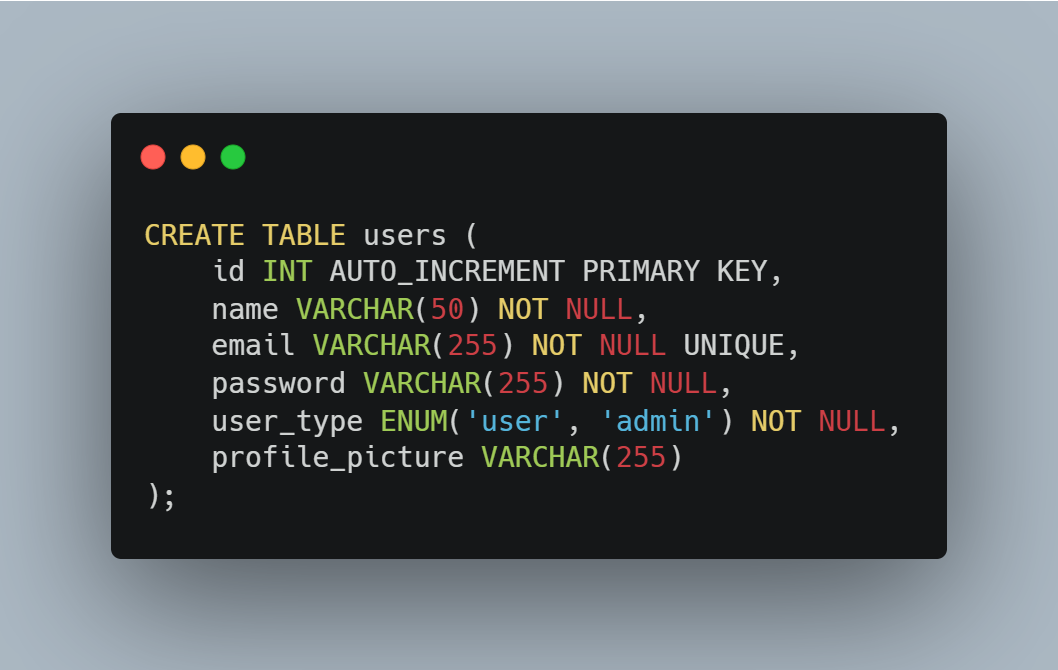 CREATE TABLE users (
    id INT AUTO_INCREMENT PRIMARY KEY,
    name VARCHAR(50) NOT NULL,
    email VARCHAR(255) NOT NULL UNIQUE,
    password VARCHAR(255) NOT NULL,
    user_type ENUM('user', 'admin') NOT NULL,
    profile_picture VARCHAR(255)
);